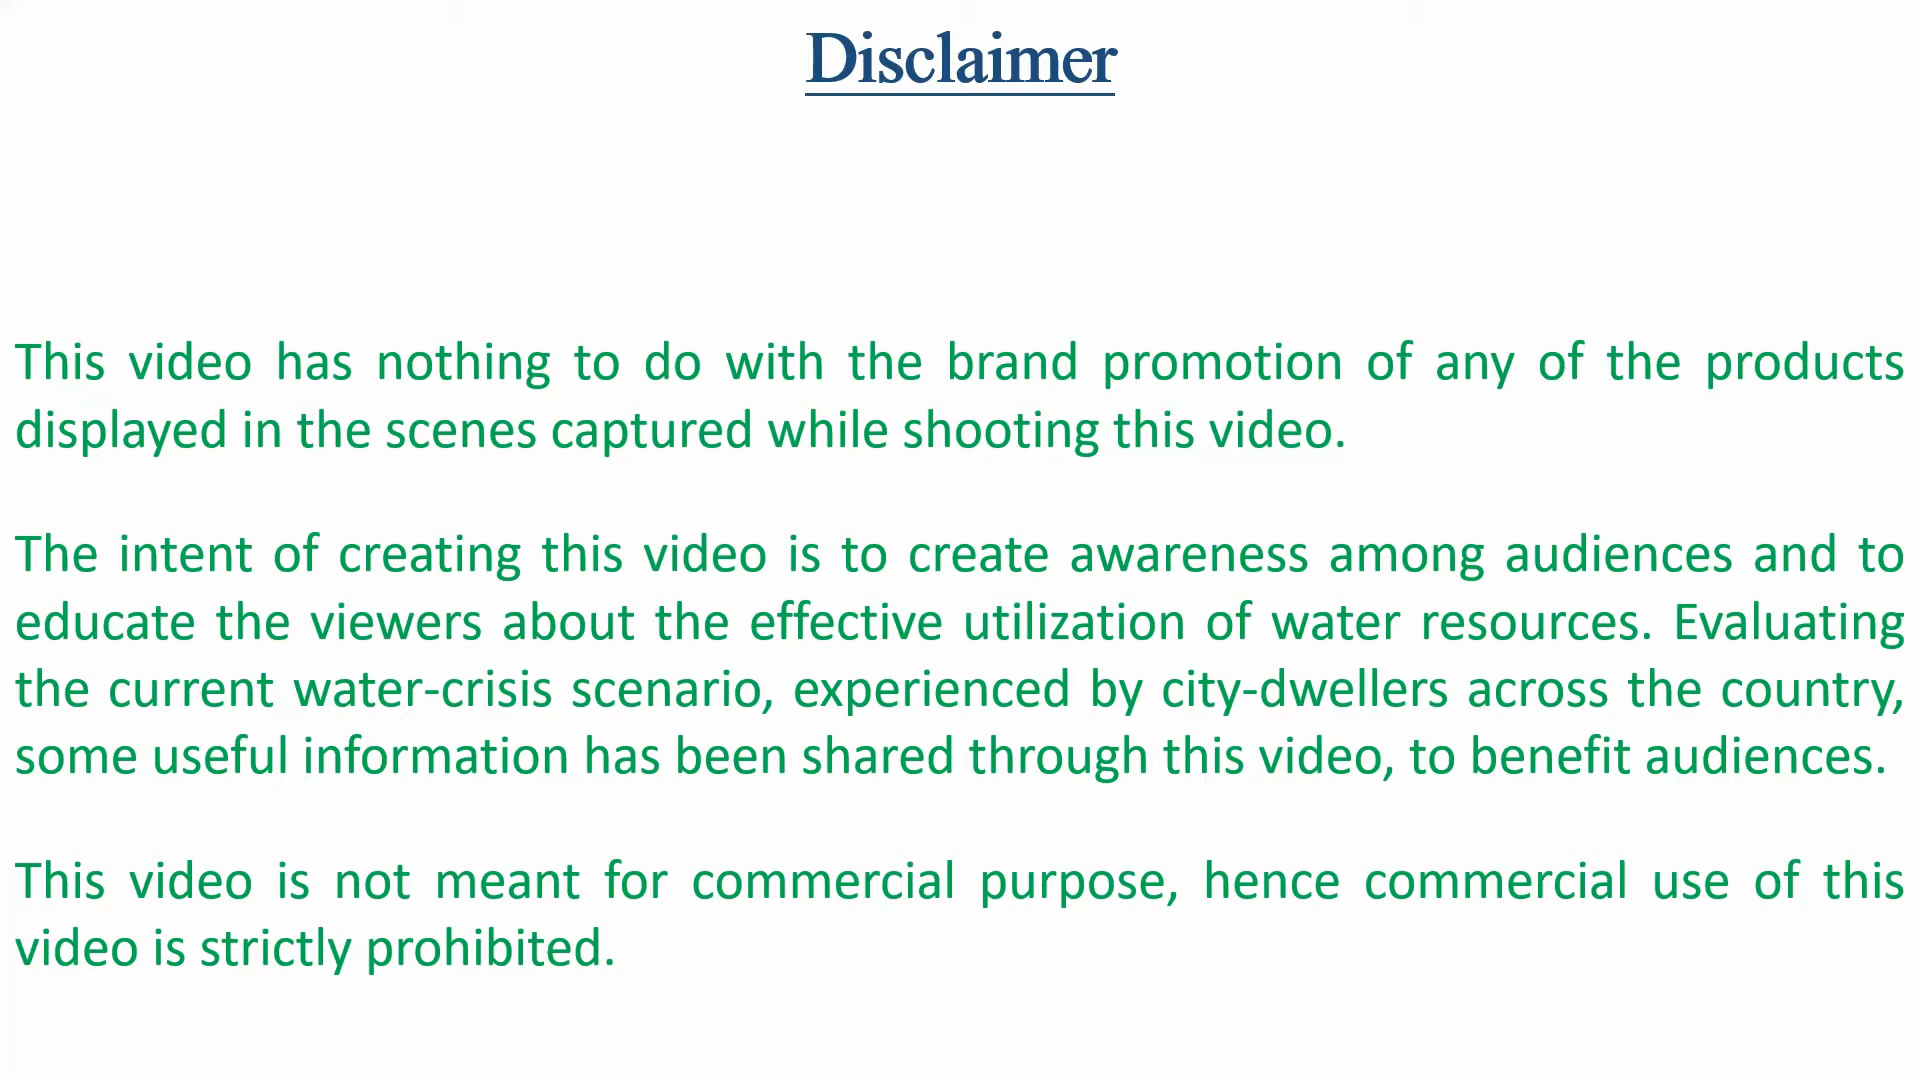 Disclaimer
This video has nothing to do with the brand promotion of any of the products
displayed in the scenes captured while shooting this video.
The intent of creating this video is to create awareness among audiences and to
educate the viewers about the effective utilization of water resources. Evaluating
the current water-crisis scenario, experienced by city-dwellers across the country,
some useful information has been shared through this video, to benefit audiences.
This video is not meant for commercial purpose, hence commercial use of this
video is strictly prohibited.